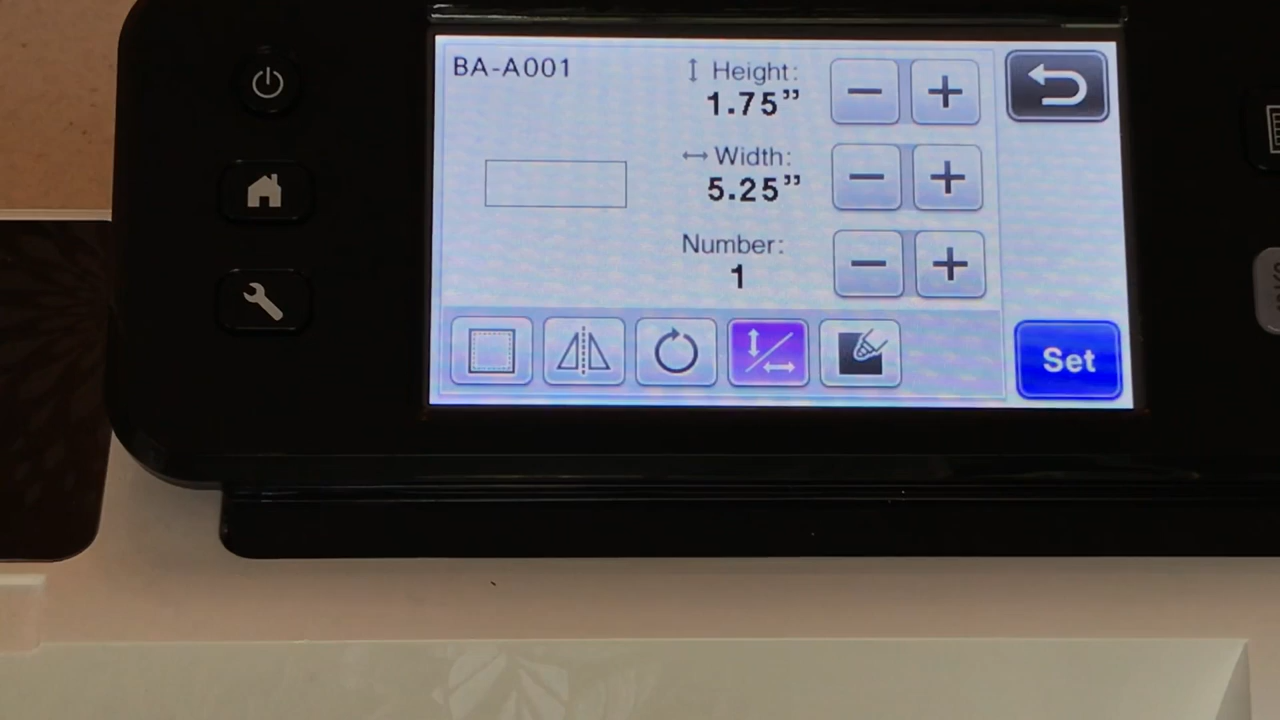 BA-A001
Height:
1.75”
Width:
5.25”
Number:
1
Set